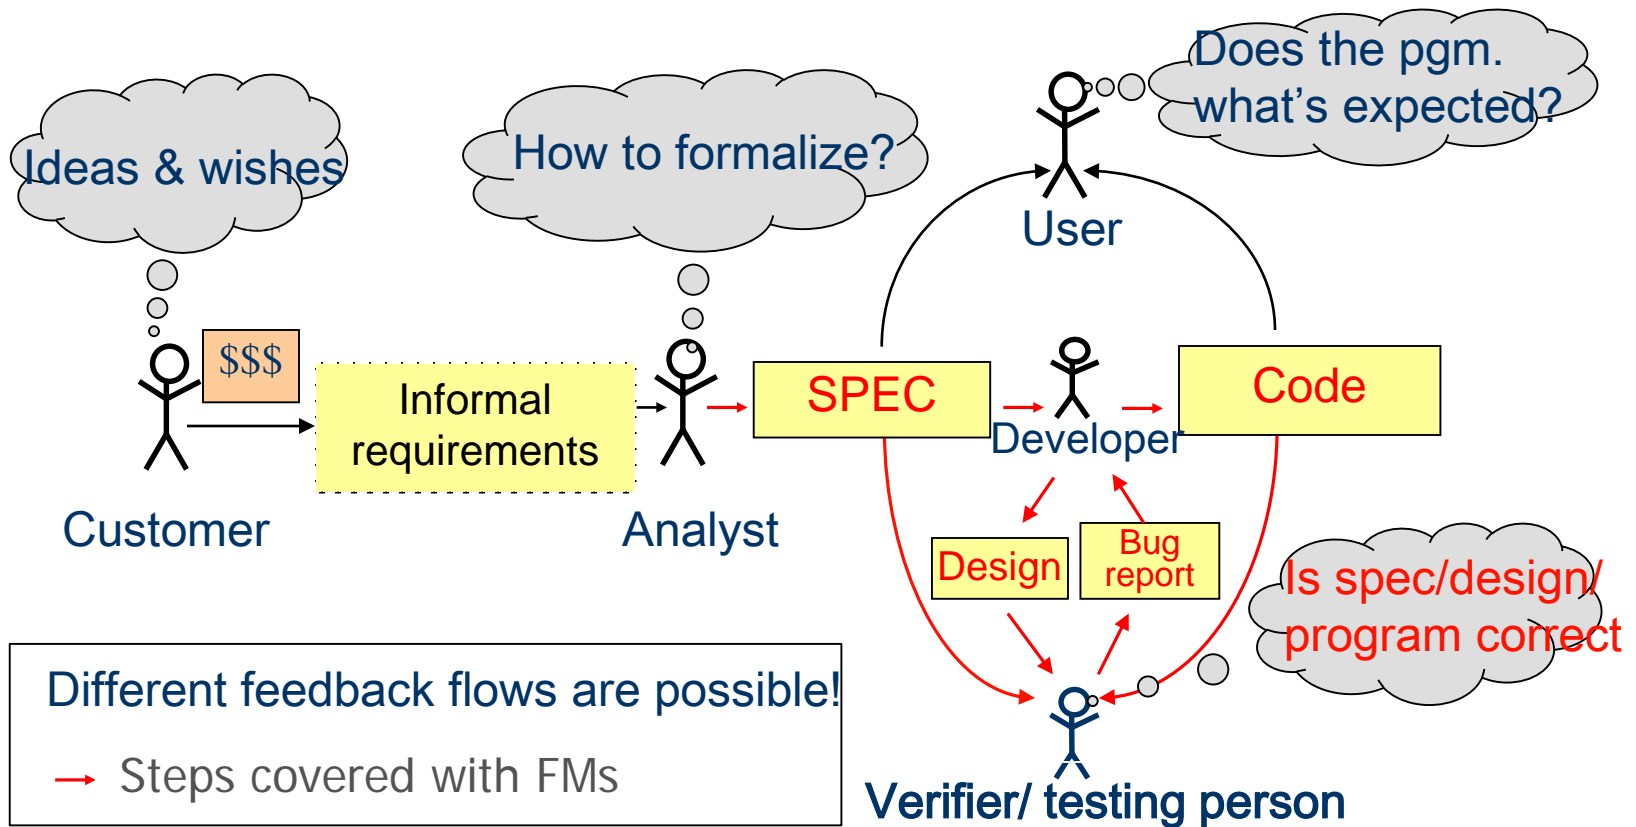 Does the pgm.
what's expected?
Ideas & wishes
How to formalize?
User
$$$
Informal
requirements
SPEC
Code
Developer
Customer
Analyst
Design
Bug
report
Is spec/design/
program correct
Different feedback flows are possible!
Steps covered with FMs
Verifier/ testing person